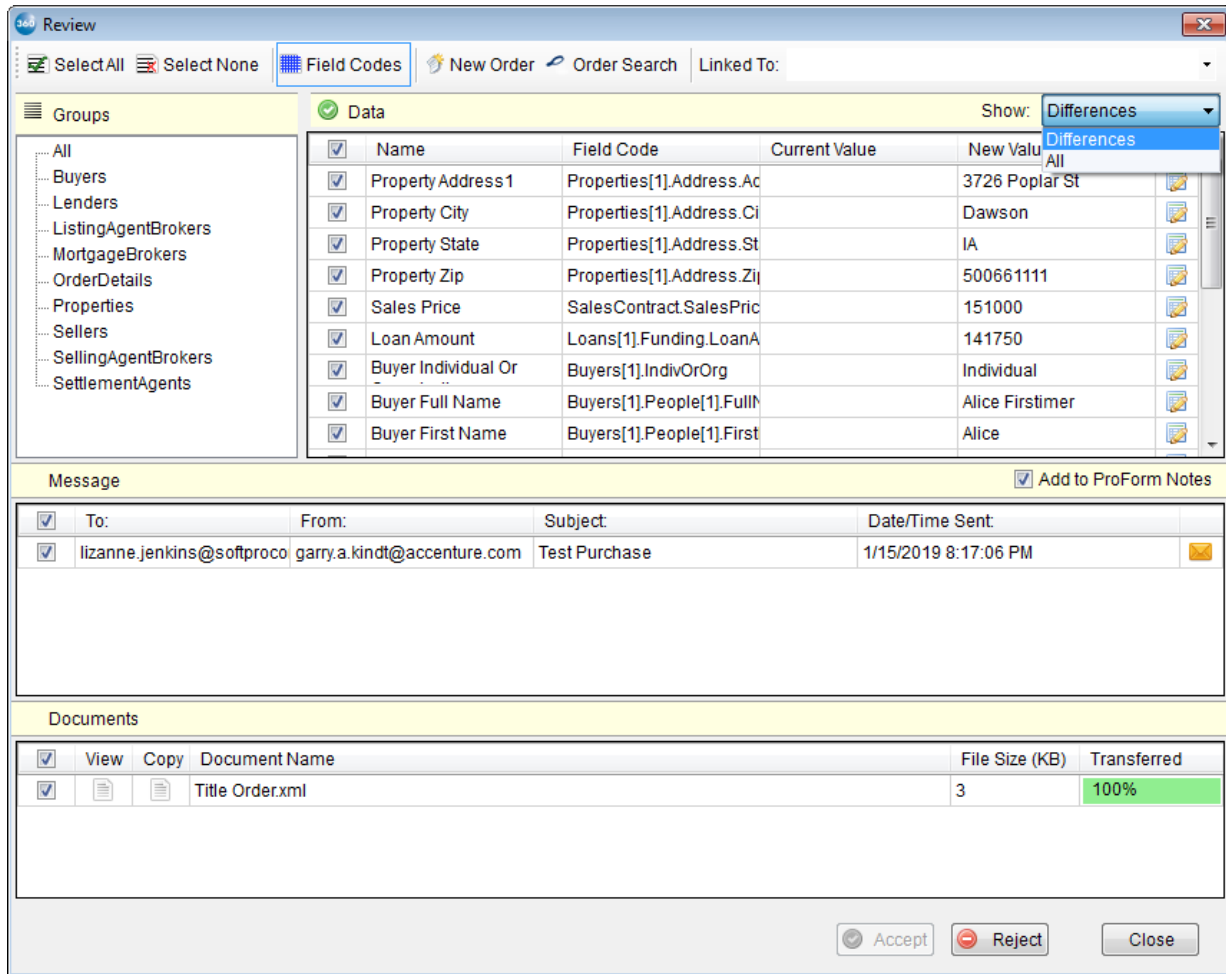 360 Review
Select All Select None Field Codes New Order Order Search Linked To:
Groups
Data Show: Differences
Differences
All
All
Buyers
Lenders
ListingAgentBrokers
MortgageBrokers
OrderDetails
Properties
Sellers
SellingAgentBrokers
SettlementAgents
Name Field Code Current Value New Valu
Property Address1 Properties[1].Address.Ad 3726 Poplar St
Property City Properties[1].Address.Ci Dawson
Property State Properties[1].Address.St IA
Property Zip Properties[1].Address.Zip 500661111
Sales Price SalesContract.SalesPric 151000
Loan Amount Loans[1].Funding.LoanA 141750
Buyer Individual Or Buyers[1].IndivOrOrg Individual
Buyer Full Name Buyers[1].People[1].FullN Alice Firstimer
Buyer First Name Buyers[1].People[1].First Alice
Message Add to ProForm Notes
To: From: Subject: Date/Time Sent:
lizanne.jenkins@softproco garry.a.kindt@accenture.com Test Purchase 1/15/2019 8:17:06 PM
Documents
View Copy Document Name File Size (KB) Transferred
Title Order.xml 3 100%
Accept Reject Close